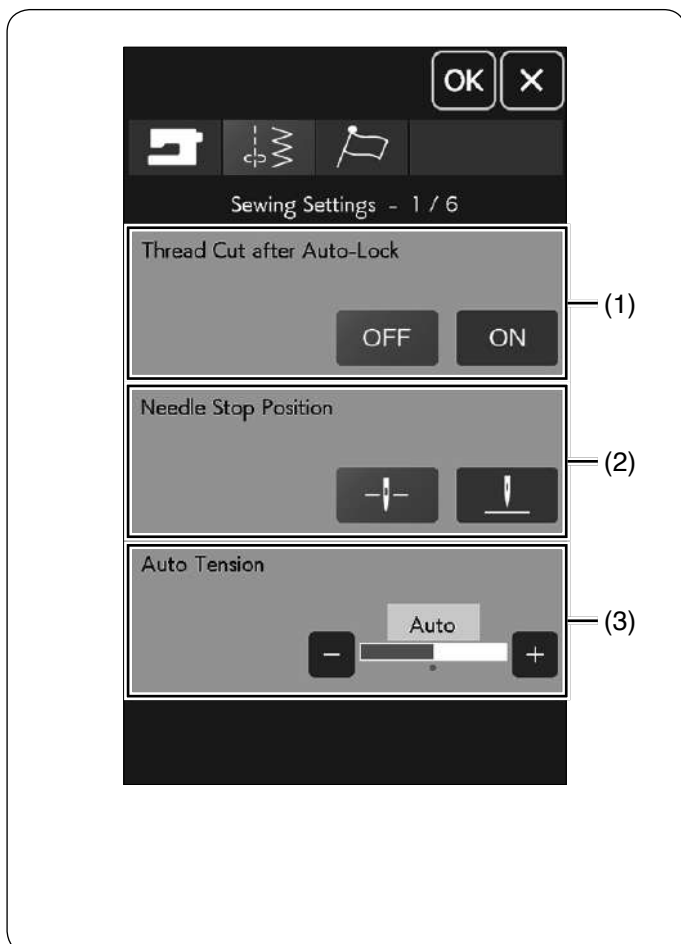 OK ×
Sewing Settings - 1 / 6
Thread Cut after Auto-Lock
(1)
OFF ON
Needle Stop Position
(2)
Auto Tension
Auto
(3)
− +